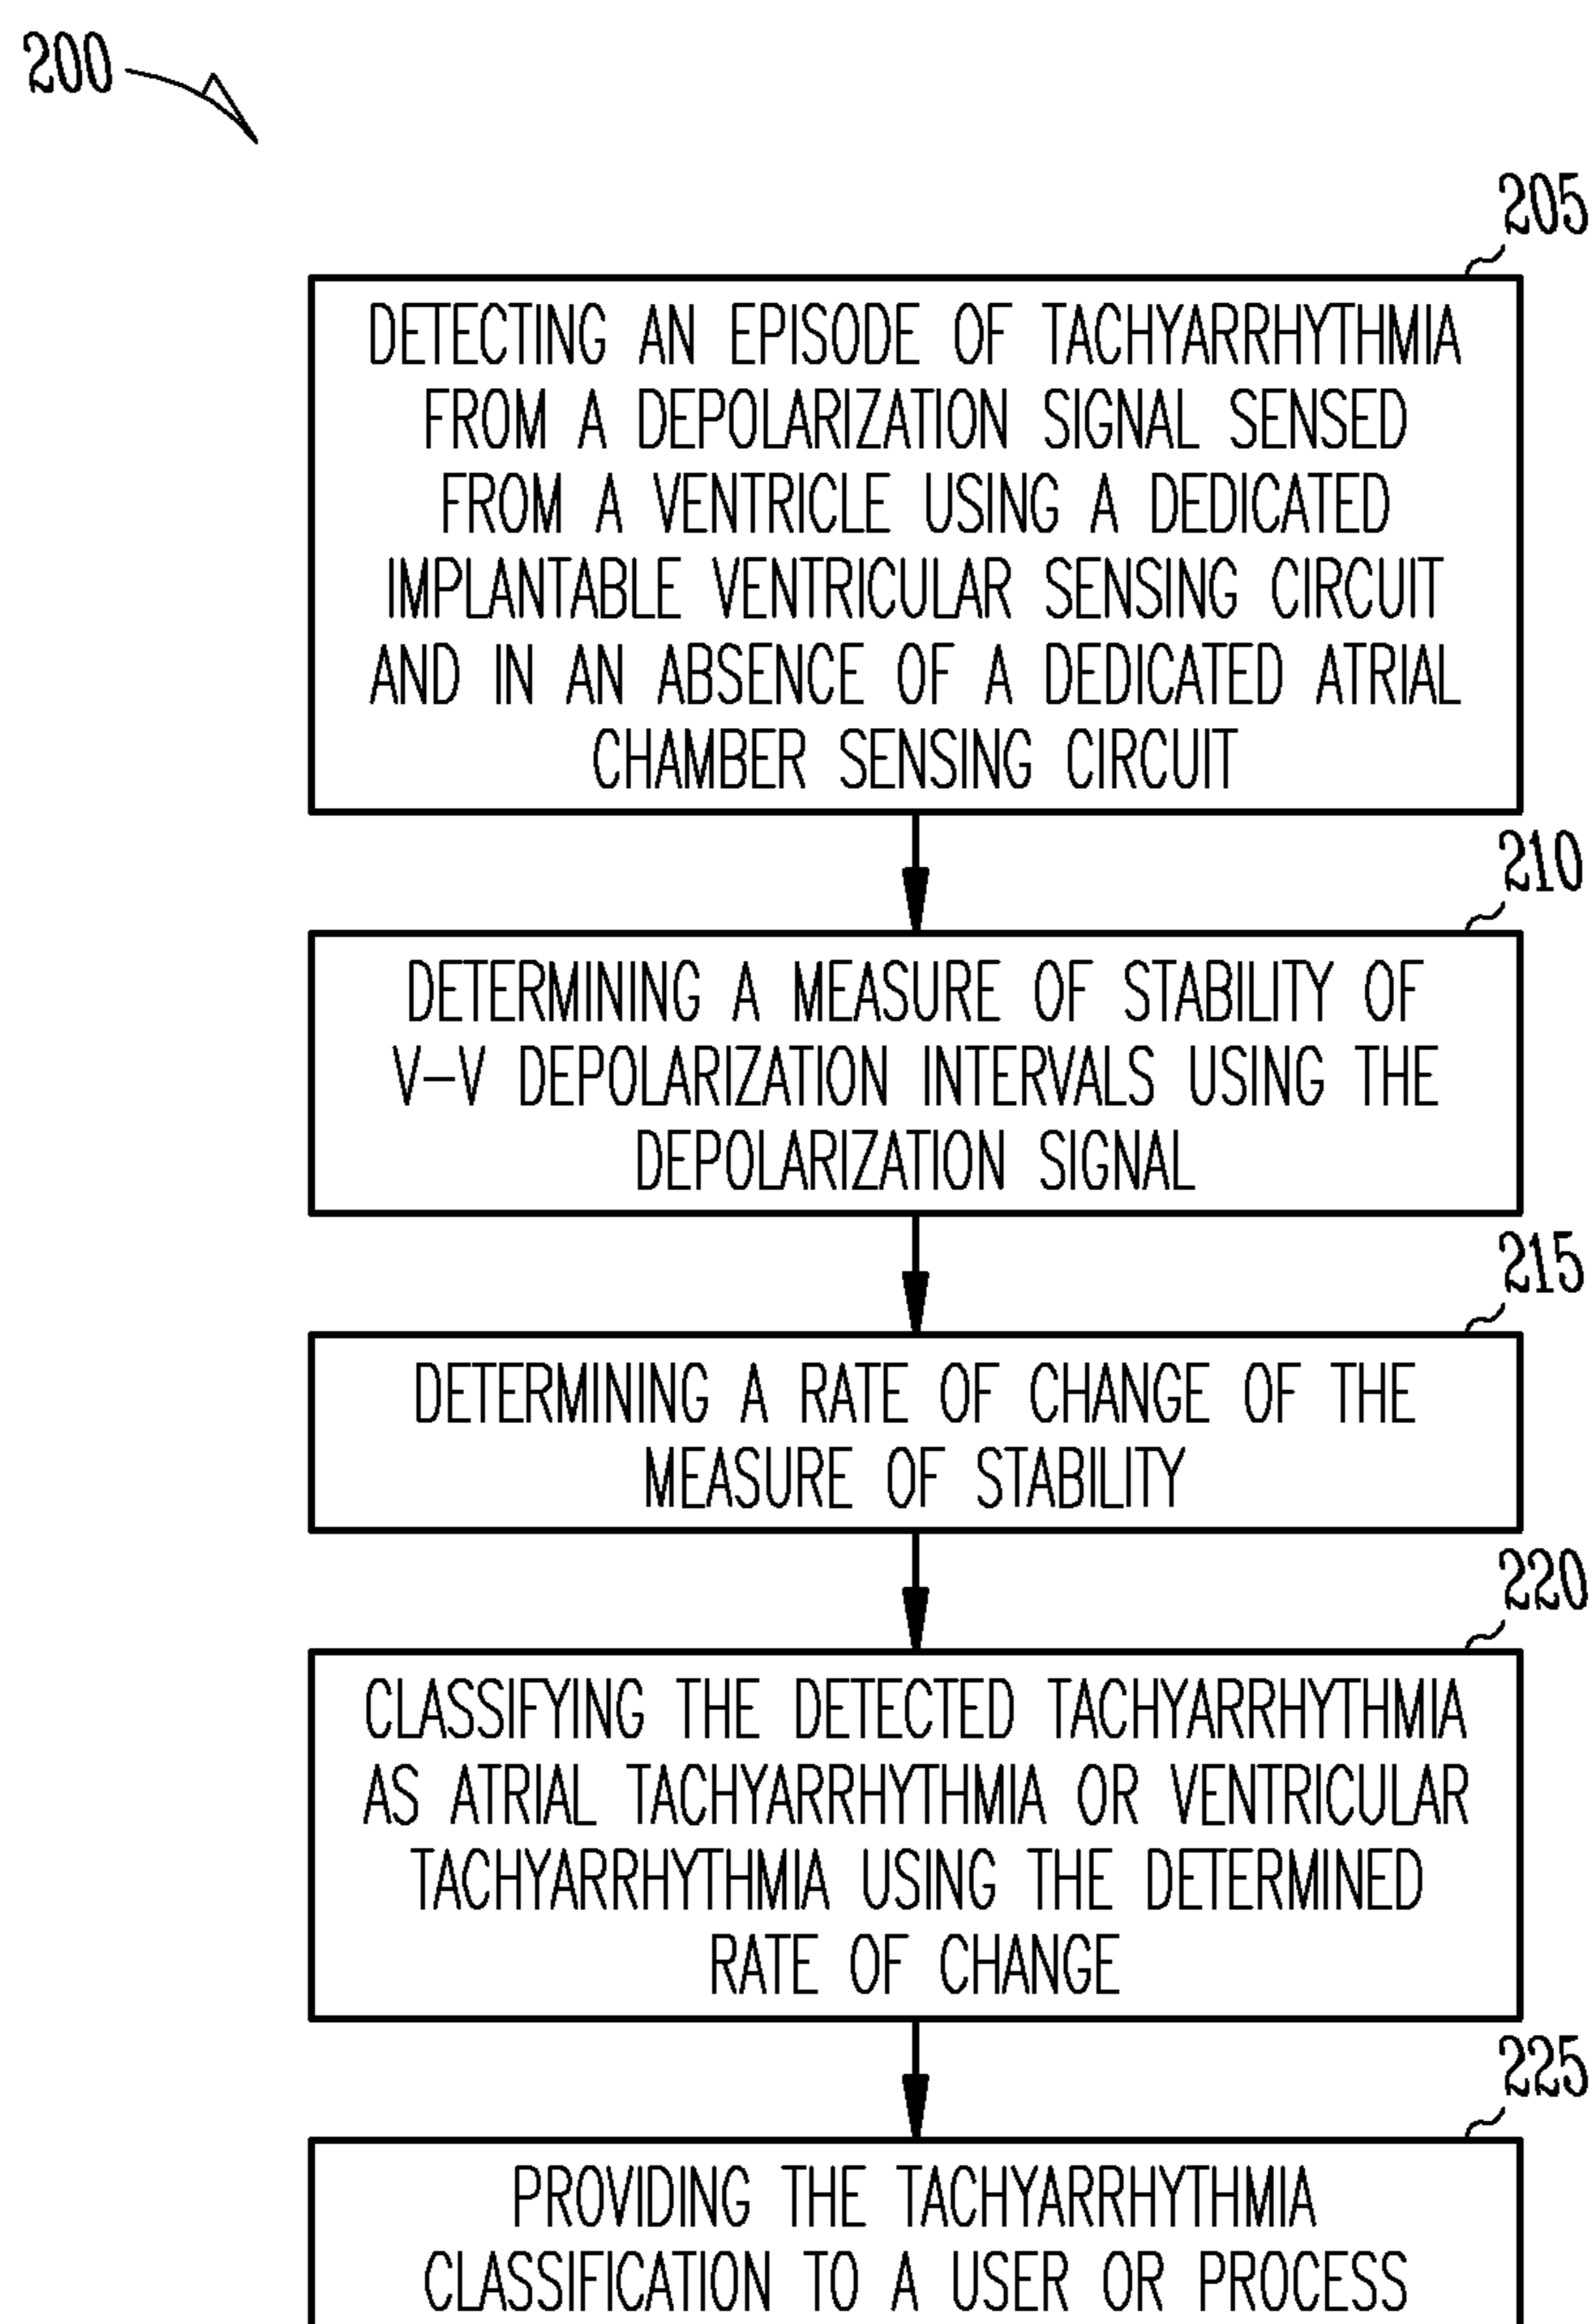 200
205
DETECTING AN EPISODE OF TACHYARRHYTHMIA
FROM A DEPOLARIZATION SIGNAL SENSED
FROM A VENTRICLE USING A DEDICATED
IMPLANTABLE VENTRICULAR SENSING CIRCUIT
AND IN AN ABSENCE OF A DEDICATED ATRIAL
CHAMBER SENSING CIRCUIT
210
DETERMINING A MEASURE OF STABILITY OF
V–V DEPOLARIZATION INTERVALS USING THE
DEPOLARIZATION SIGNAL
215
DETERMINING A RATE OF CHANGE OF THE
MEASURE OF STABILITY
220
CLASSIFYING THE DETECTED TACHYARRHYTHMIA
AS ATRIAL TACHYARRHYTHMIA OR VENTRICULAR
TACHYARRHYTHMIA USING THE DETERMINED
RATE OF CHANGE
225
PROVIDING THE TACHYARRHYTHMIA
CLASSIFICATION TO A USER OR PROCESS